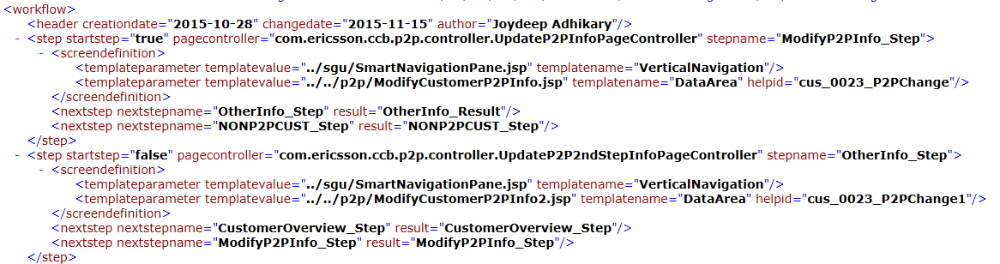 <workflow>
<header creationdate="2015-10-28" changedate="2015-11-15" author="Joydeep Adhikary"/>
- <step startstep="true" pagecontroller="com.ericsson.ccb.p2p.controller.UpdateP2PInfoPageController" stepname="ModifyP2PInfo_Step">
- <screendefinition>
<templateparameter templatevalue="../sgu/SmartNavigationPane.jsp" templatename="VerticalNavigation"/>
<templateparameter templatevalue="../../p2p/ModifyCustomerP2PInfo.jsp" templatename="DataArea" helpid="cus_0023_P2PChange"/>
</screendefinition>
<nextstep nextstepname="OtherInfo_Step" result="OtherInfo_Result"/>
<nextstep nextstepname="NONP2PCUST_Step" result="NONP2PCUST_Step"/>
</step>
- <step startstep="false" pagecontroller="com.ericsson.ccb.p2p.controller.UpdateP2P2ndStepInfoPageController" stepname="OtherInfo_Step">
- <screendefinition>
<templateparameter templatevalue="../sgu/SmartNavigationPane.jsp" templatename="VerticalNavigation"/>
<templateparameter templatevalue="../../p2p/ModifyCustomerP2PInfo2.jsp" templatename="DataArea" helpid="cus_0023_P2PChange1"/>
</screendefinition>
<nextstep nextstepname="CustomerOverview_Step" result="CustomerOverview_Step"/>
<nextstep nextstepname="ModifyP2PInfo_Step" result="ModifyP2PInfo_Step"/>
</step>